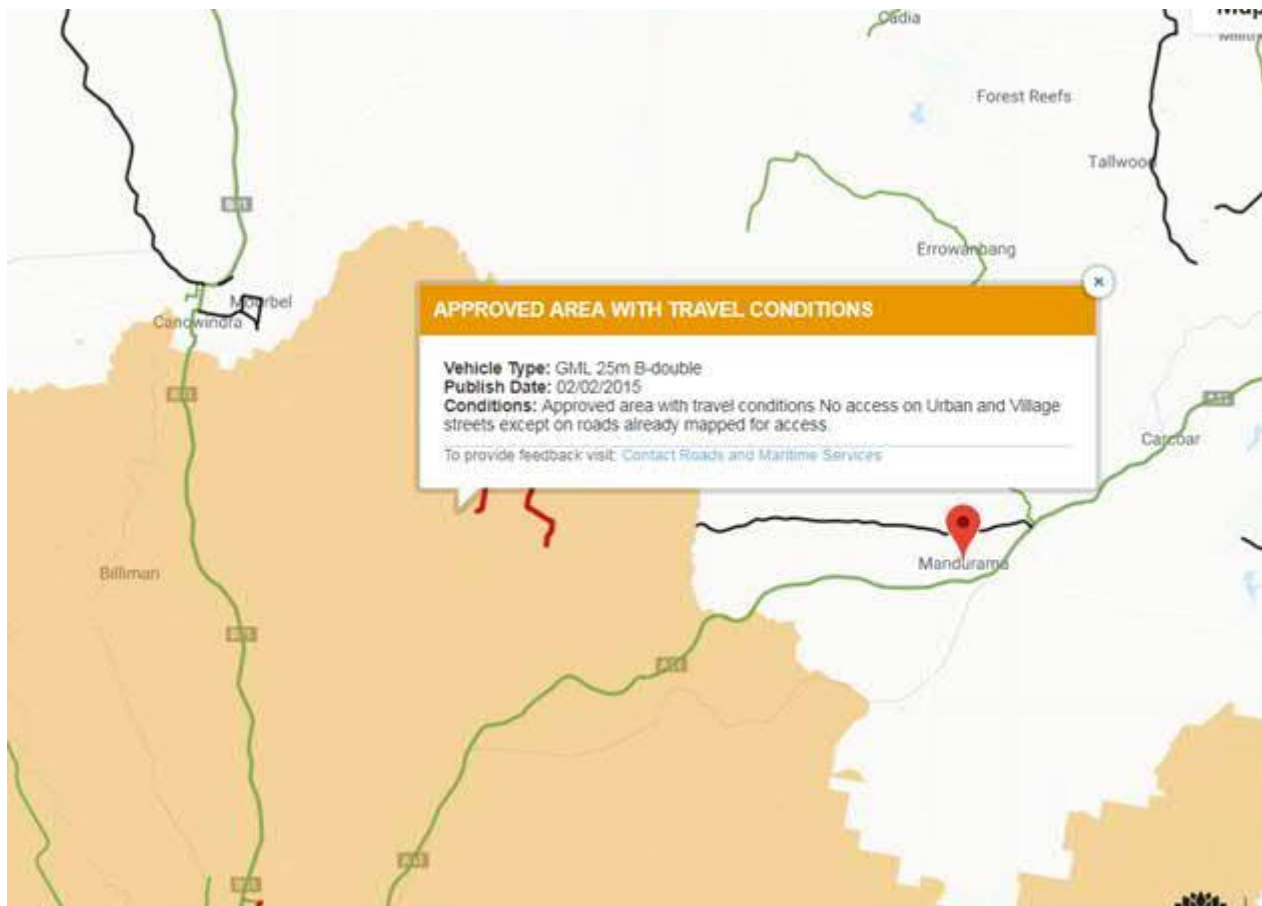 Cadia
Forest Reefs
Tallwood
Errowanbang
Moorbel
Canowindra
APPROVED AREA WITH TRAVEL CONDITIONS
Vehicle Type: GML 25m B-double
Publish Date: 02/02/2015
Conditions: Approved area with travel conditions No access on Urban and Village
streets except on roads already mapped for access.
To provide feedback visit: Contact Roads and Maritime Services
Carcoar
Mandurama
Billimari